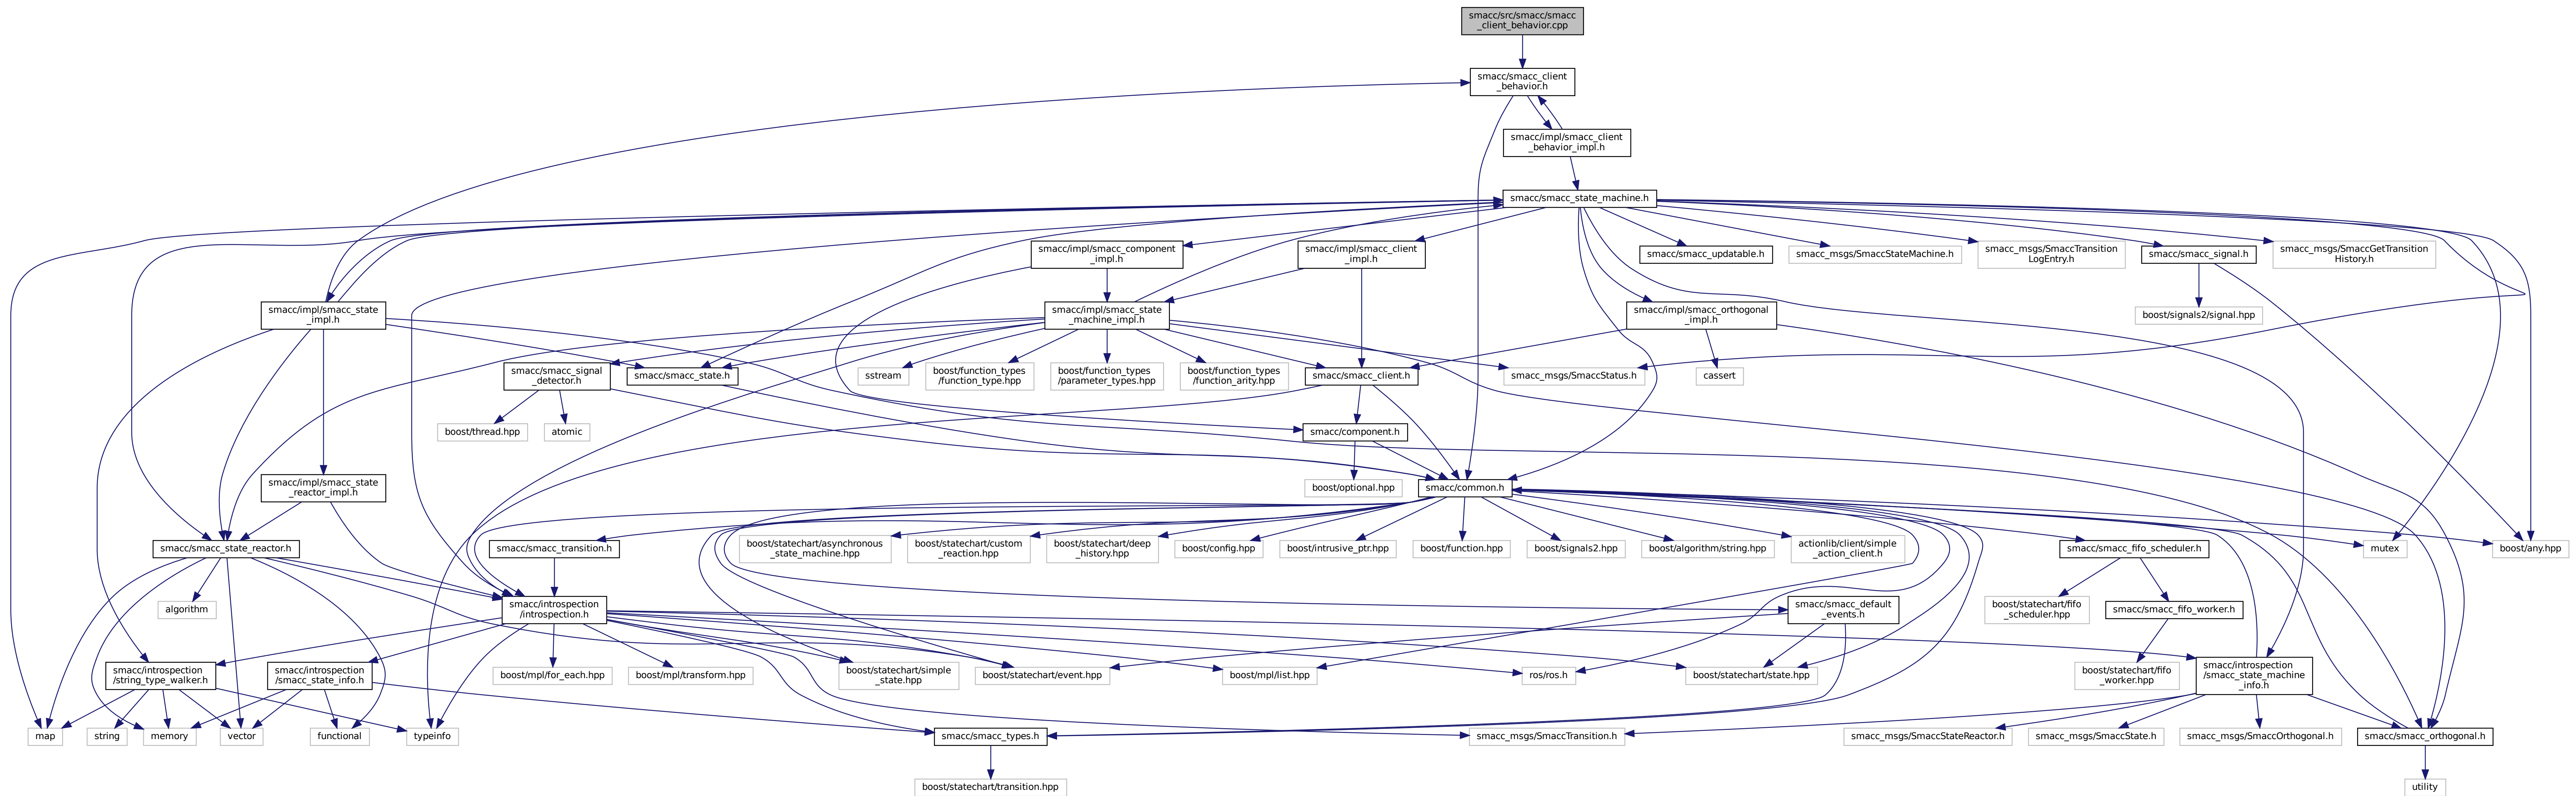 smacc/src/smacc/smacc
_client_behavior.cpp
smacc/smacc_client
_behavior.h
smacc/impl/smacc_client
_behavior_impl.h
smacc/smacc_state_machine.h
smacc/impl/smacc_component
_impl.h
smacc/impl/smacc_client
_impl.h
smacc/smacc_updatable.h
smacc_msgs/SmaccStateMachine.h
smacc_msgs/SmaccTransition
LogEntry.h
smacc/smacc_signal.h
smacc_msgs/SmaccGetTransition
History.h
smacc/impl/smacc_state
_impl.h
smacc/impl/smacc_state
_machine_impl.h
smacc/impl/smacc_orthogonal
_impl.h
boost/signals2/signal.hpp
smacc/smacc_signal
_detector.h
smacc/smacc_state.h
sstream
boost/function_types
/function_type.hpp
boost/function_types
/parameter_types.hpp
boost/function_types
/function_arity.hpp
smacc/smacc_client.h
smacc_msgs/SmaccStatus.h
cassert
boost/thread.hpp
atomic
smacc/component.h
smacc/impl/smacc_state
_reactor_impl.h
boost/optional.hpp
smacc/common.h
smacc/smacc_state_reactor.h
smacc/smacc_transition.h
boost/statechart/asynchronous
_state_machine.hpp
boost/statechart/custom
_reaction.hpp
boost/statechart/deep
_history.hpp
boost/config.hpp
boost/intrusive_ptr.hpp
boost/function.hpp
boost/signals2.hpp
boost/algorithm/string.hpp
actionlib/client/simple
_action_client.h
smacc/smacc_fifo_scheduler.h
mutex
boost/any.hpp
algorithm
smacc/introspection
/introspection.h
smacc/smacc_default
_events.h
boost/statechart/fifo
_scheduler.hpp
smacc/smacc_fifo_worker.h
smacc/introspection
/string_type_walker.h
smacc/introspection
/smacc_state_info.h
boost/mpl/for_each.hpp
boost/mpl/transform.hpp
boost/statechart/simple
_state.hpp
boost/statechart/event.hpp
boost/mpl/list.hpp
ros/ros.h
boost/statechart/state.hpp
boost/statechart/fifo
_worker.hpp
smacc/introspection
/smacc_state_machine
_info.h
map
string
memory
vector
functional
typeinfo
smacc/smacc_types.h
smacc_msgs/SmaccTransition.h
smacc_msgs/SmaccStateReactor.h
smacc_msgs/SmaccState.h
smacc_msgs/SmaccOrthogonal.h
smacc/smacc_orthogonal.h
boost/statechart/transition.hpp
utility